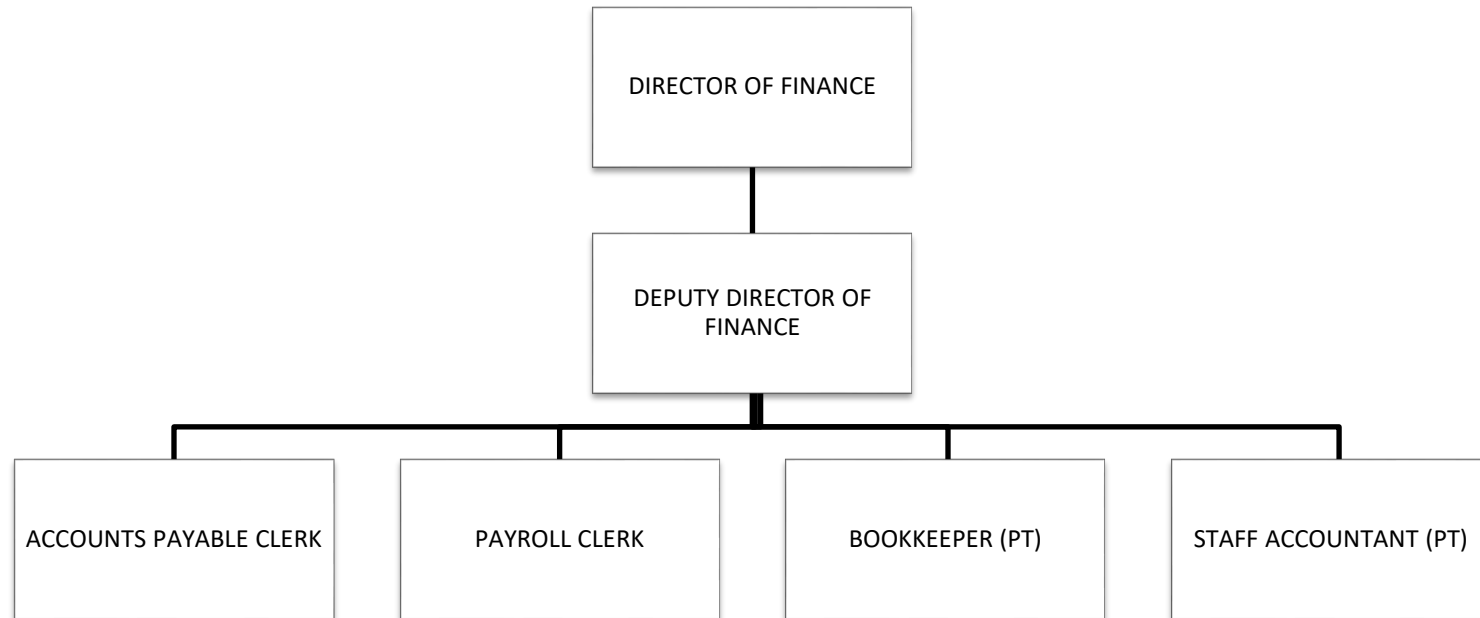 DIRECTOR OF FINANCE
DEPUTY DIRECTOR OF
FINANCE
ACCOUNTS PAYABLE CLERK
PAYROLL CLERK
BOOKKEEPER (PT)
STAFF ACCOUNTANT (PT)